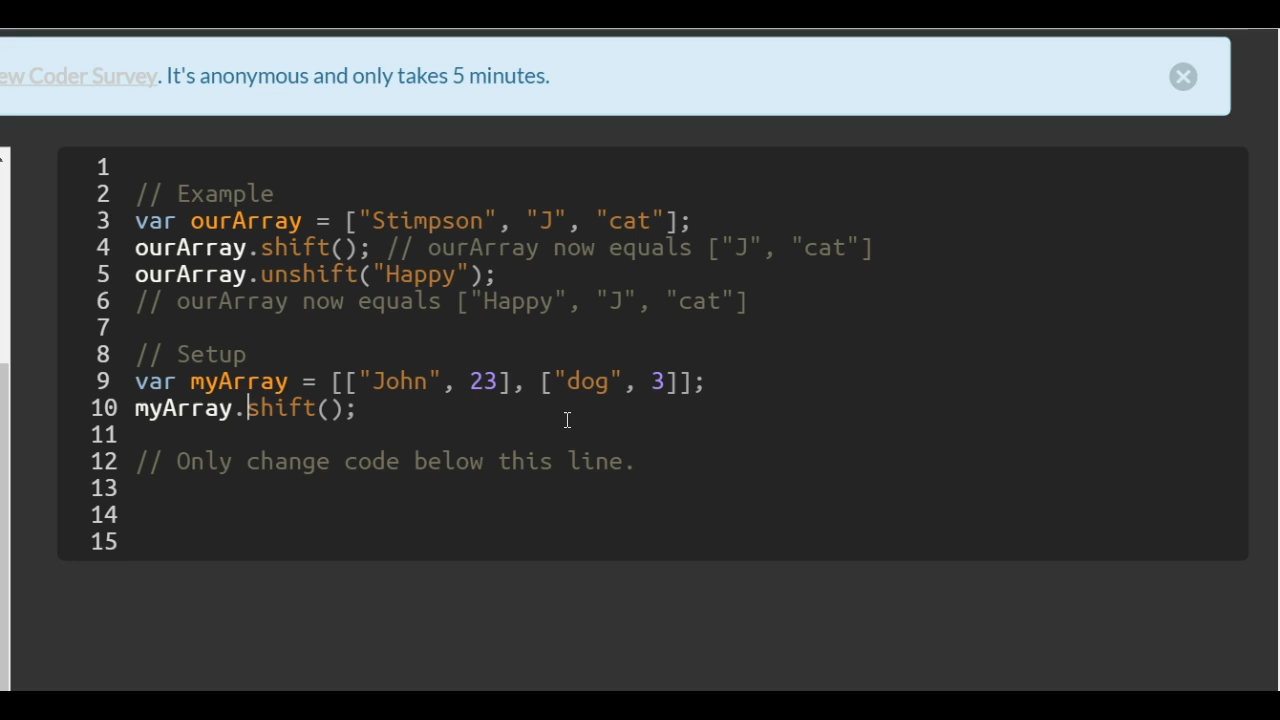 Coder Survey. It's anonymous and only takes 5 minutes.
1
2 // Example
3 var ourArray = ["Stimpson", "J", "cat"];
4 ourArray.shift(); // ourArray now equals ["J", "cat"]
5 ourArray.unshift("Happy");
6 // ourArray now equals ["Happy", "J", "cat"]
7
8 // Setup
9 var myArray = [["John", 23], ["dog", 3]];
10 myArray.shift();
11
12 // Only change code below this line.
13
14
15